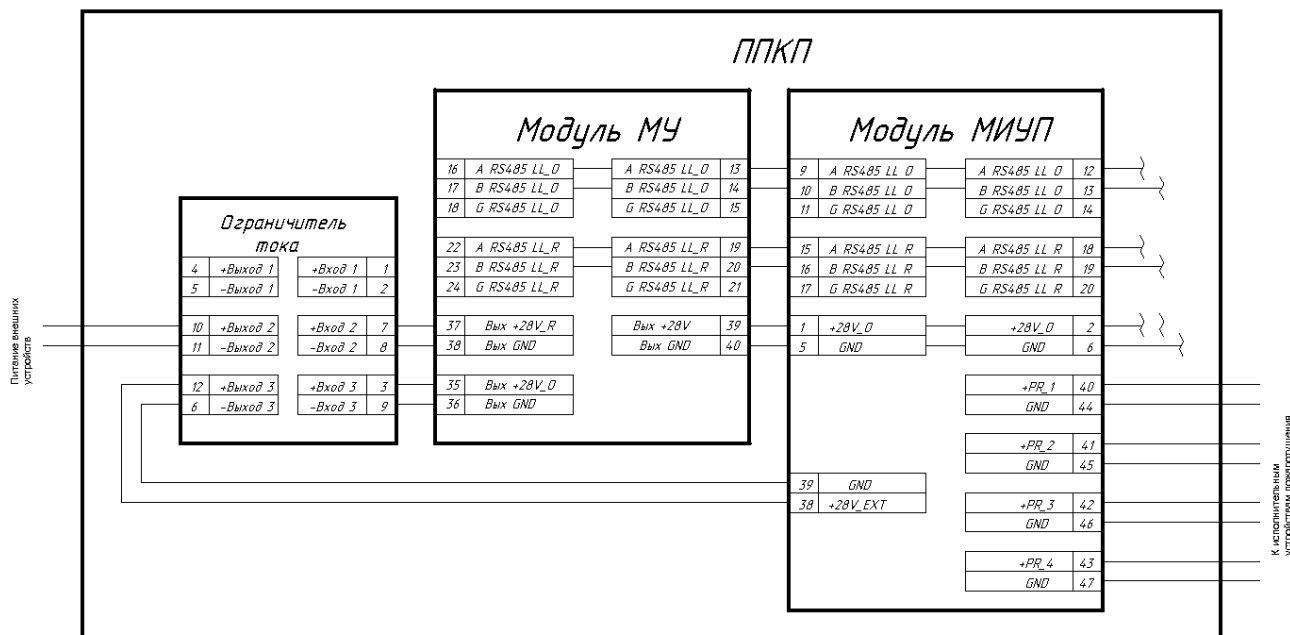 ППКП
Модуль МУ
16 A RS485 LL_O
17 B RS485 LL_O
18 G RS485 LL_O
A RS485 LL_O 13
B RS485 LL_O 14
G RS485 LL_O 15
22 A RS485 LL_R
23 B RS485 LL_R
24 G RS485 LL_R
A RS485 LL_R 19
B RS485 LL_R 20
G RS485 LL_R 21
37 Вых +28V_R
38 Вых GND
Вых +28V 39
Вых GND 40
35 Вых +28V_O
36 Вых GND
Модуль МИУП
9 A RS485 LL O
10 B RS485 LL O
11 G RS485 LL O
A RS485 LL O 12
B RS485 LL O 13
G RS485 LL O 14
15 A RS485 LL R
16 B RS485 LL R
17 G RS485 LL R
A RS485 LL R 18
B RS485 LL R 19
G RS485 LL R 20
1 +28V_O
5 GND
+28V_O 2
GND 6
+PR_1 40
GND 44
+PR_2 41
GND 45
39 GND
38 +28V_EXT
+PR_3 42
GND 46
+PR_4 43
GND 47
Ограничитель
тока
4 +Выход 1
5 -Выход 1
+Вход 1 1
-Вход 1 2
10 +Выход 2
11 -Выход 2
+Вход 2 7
-Вход 2 8
12 +Выход 3
6 -Выход 3
+Вход 3 3
-Вход 3 9
Питание внешних
устройств
К исполнительным
устройствам пожаротушения